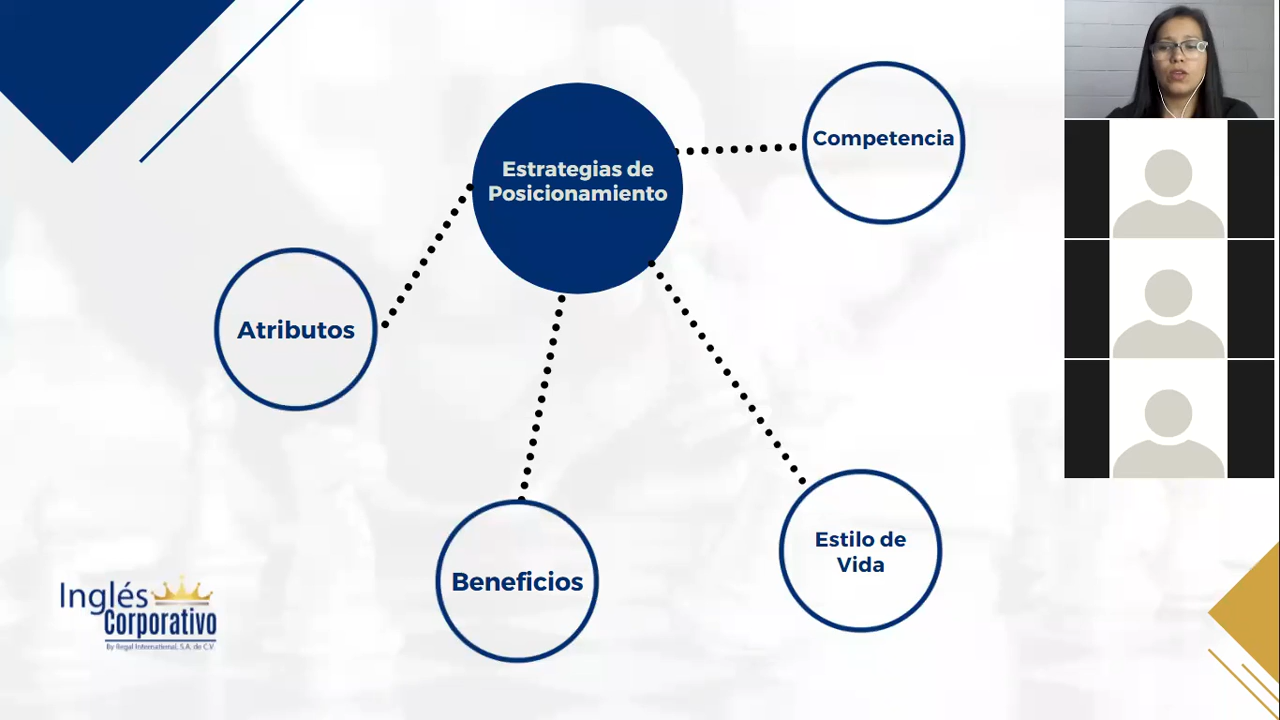 Estrategias de
Posicionamiento
Competencia
Atributos
Beneficios
Estilo de
Vida
Inglés
Corporativo
By Regal International, S.A. de C.V.